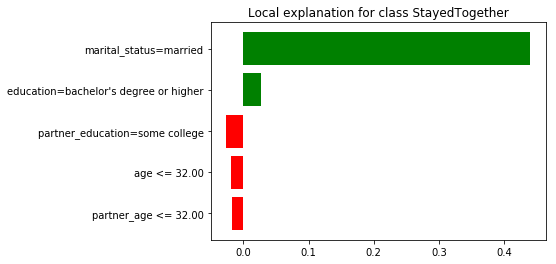 Local explanation for class StayedTogether
marital_status=married
education=bachelor's degree or higher
partner_education=some college
age <= 32.00
partner_age <= 32.00
0.0 0.1 0.2 0.3 0.4